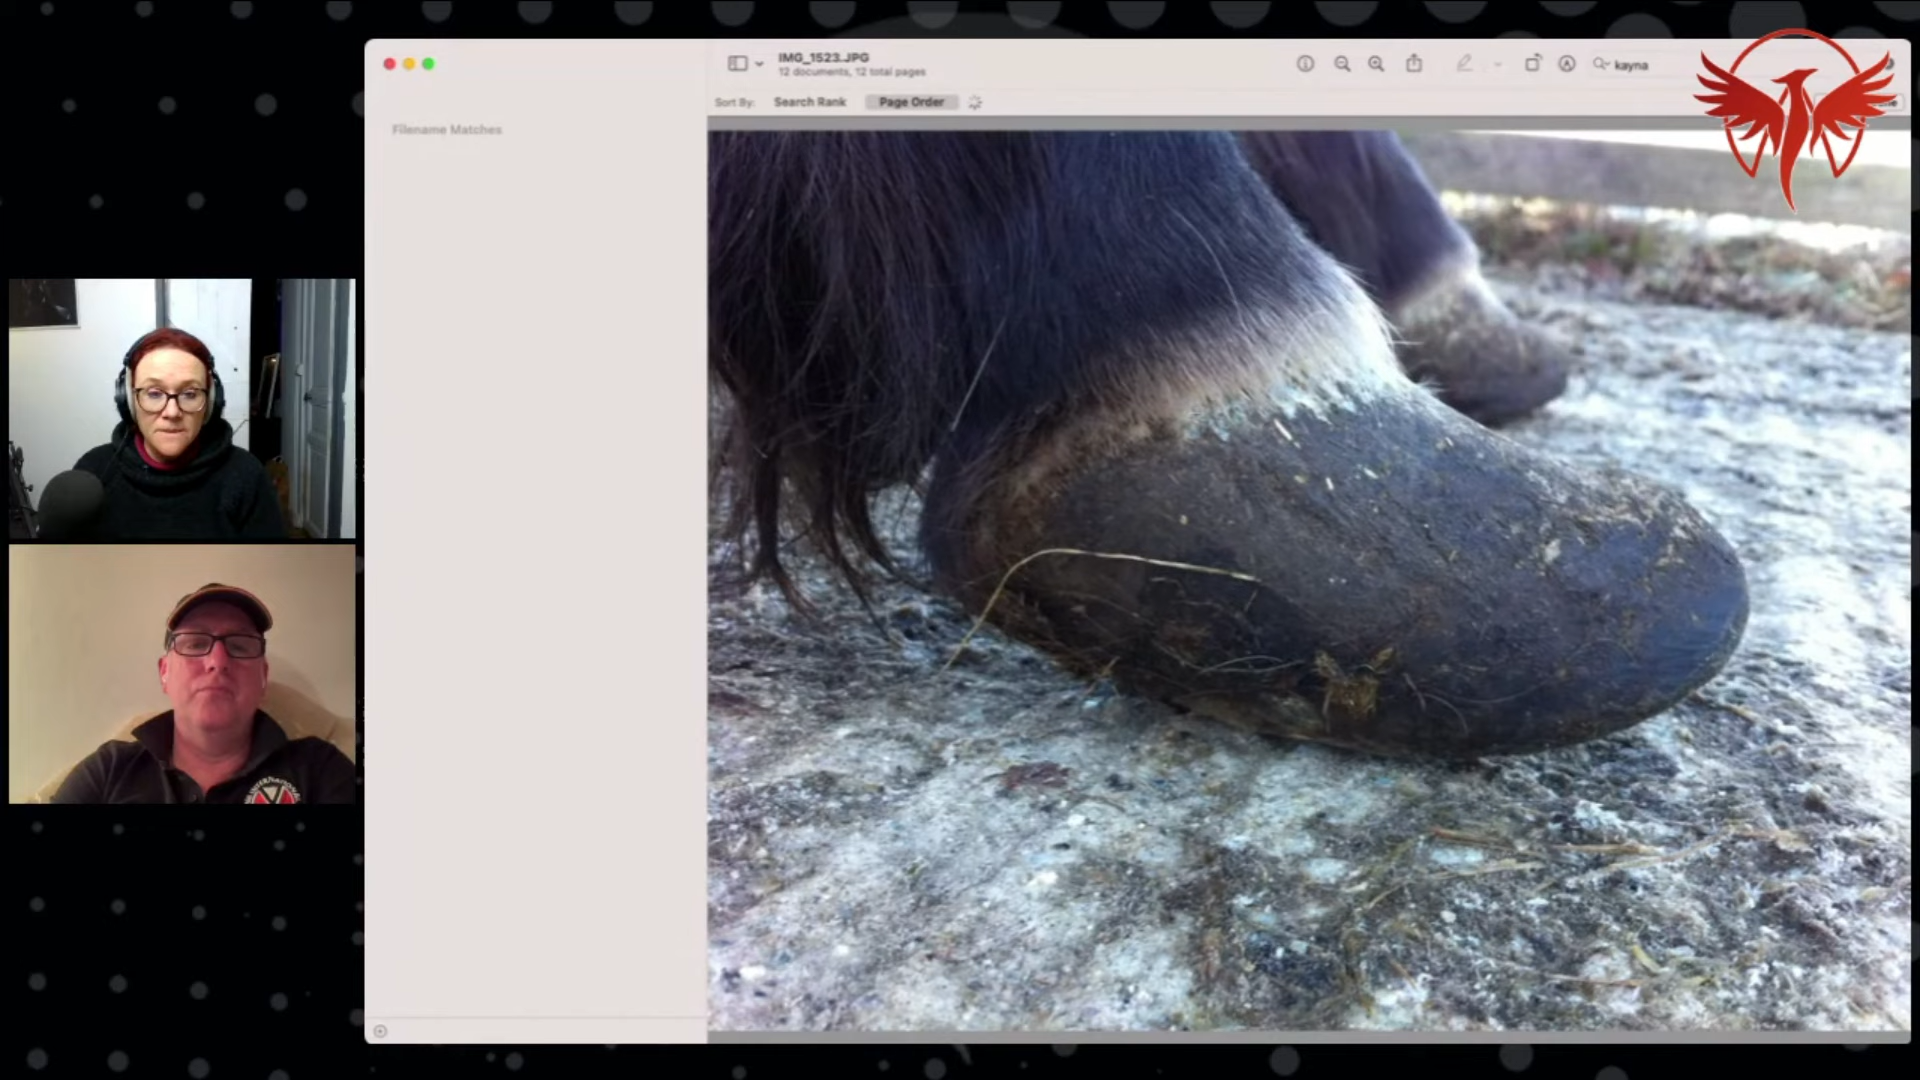 IMG_1523.JPG
12 documents, 12 total pages
kayna
Sort By: Search Rank Page Order
Filename Matches